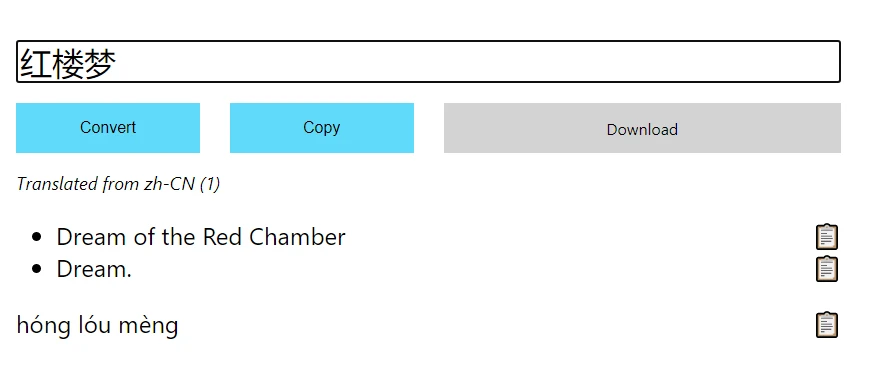 红楼梦
Convert Copy Download
Translated from zh-CN (1)
Dream of the Red Chamber
Dream.
hóng lóu mèng